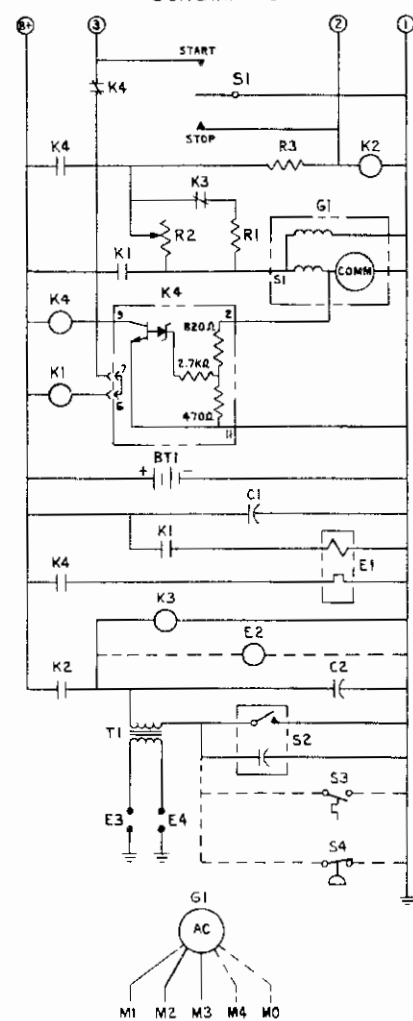 B+ 3 2 1
START
K4
S1
STOP
K4 R3 K2
K3
G1
R2 R1
K1
S1 COMM
K4 K4
9 2
820Ω
2.7KΩ
7
K1
6
470Ω
11
BT1
+ -
C1
K1
E1
K4
K3
E2
K2 C2
T1 S2
S3
E3 E4
S4
G1
AC
M1 M2 M3 M4 M0